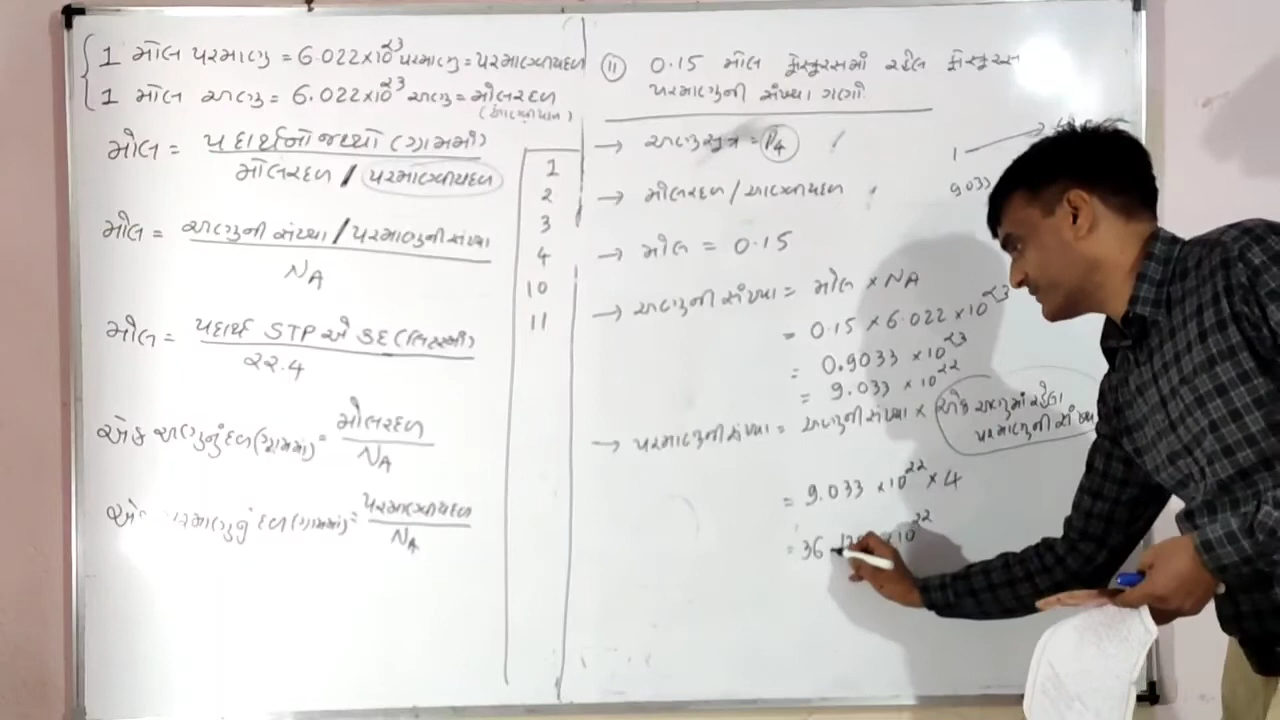 1 મોલ પરમાણુ = 6.022×10²³ પરમાણુ = પરમાણ્વીયદળ
1 મોલ અણુ = 6.022×10²³ અણુ = મોલરદળ
(આણ્વીયદળ)
મોલ = પદાર્થનો જથ્થો (ગ્રામમાં)
મોલરદળ / પરમાણ્વીયદળ
મોલ = અણુની સંખ્યા / પરમાણુની સંખ્યા
NA
મોલ = પદાર્થ STP એ કદ (લિટરમાં)
22.4
એક અણુનું દળ (ગ્રામમાં) = મોલરદળ
NA
પરમાણુનું દળ (ગ્રામમાં) = પરમાણ્વીયદળ
NA
1
2
3
4
10
11
11 0.15 મોલ ફોસ્ફરસમાં રહેલ ફોસ્ફરસ
પરમાણુની સંખ્યા ગણો.
→ અણુસૂત્ર = P4
→ મોલરદળ / આણ્વીયદળ
→ મોલ = 0.15
→ અણુની સંખ્યા = મોલ × NA
= 0.15 × 6.022 × 10²³
= 0.9033 × 10²³
= 9.033 × 10²²
→ પરમાણુની સંખ્યા = અણુની સંખ્યા × એક અણુમાં રહેલા
પરમાણુની સંખ્યા
= 9.033 × 10²² × 4
= 36 ×10²²
1
9033